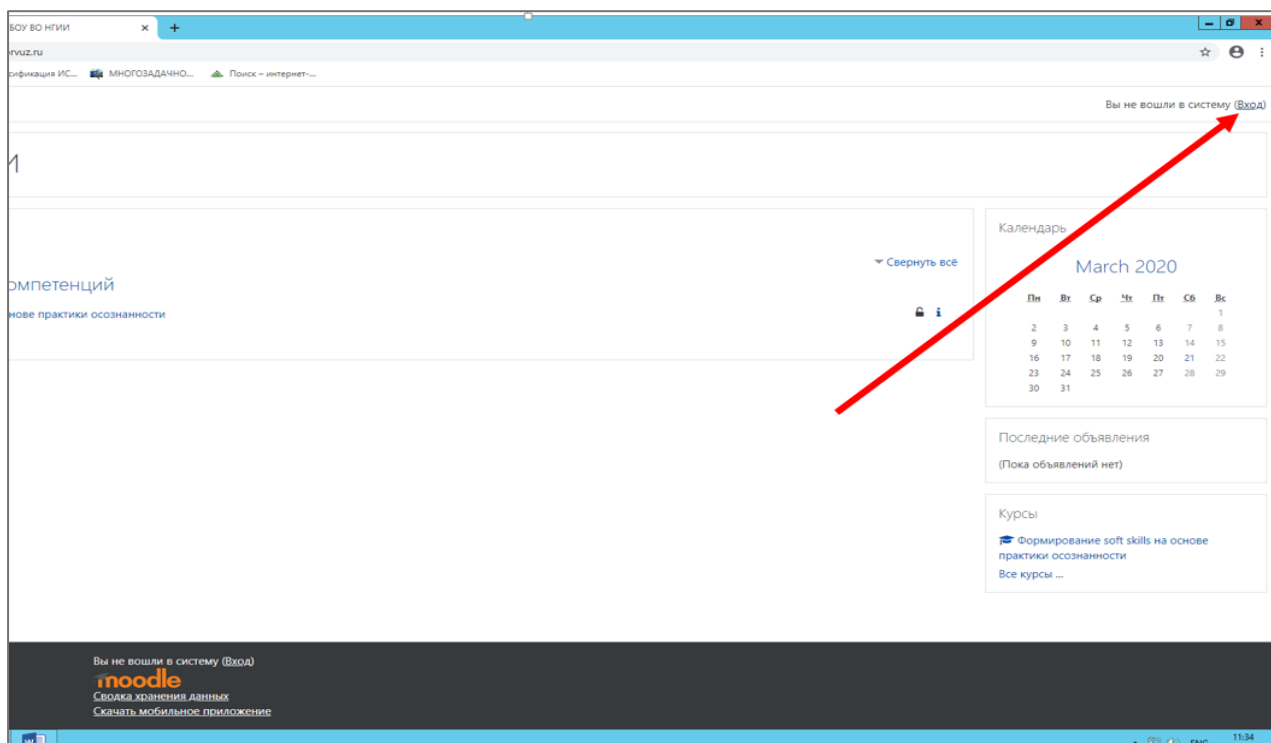 БОУ ВО НГИИ
rvuz.ru
сификация ИС... МНОГОЗАДАЧНО... Поиск – интернет-...
Вы не вошли в систему (Вход)
И
Свернуть всё
омпетенций
нове практики осознанности
Календарь
March 2020
Пн Вт Ср Чт Пт Сб Вс
1
2 3 4 5 6 7 8
9 10 11 12 13 14 15
16 17 18 19 20 21 22
23 24 25 26 27 28 29
30 31
Последние объявления
(Пока объявлений нет)
Курсы
Формирование soft skills на основе
практики осознанности
Все курсы ...
Вы не вошли в систему (Вход)
moodle
Сводка хранения данных
Скачать мобильное приложение
ENG 11:34